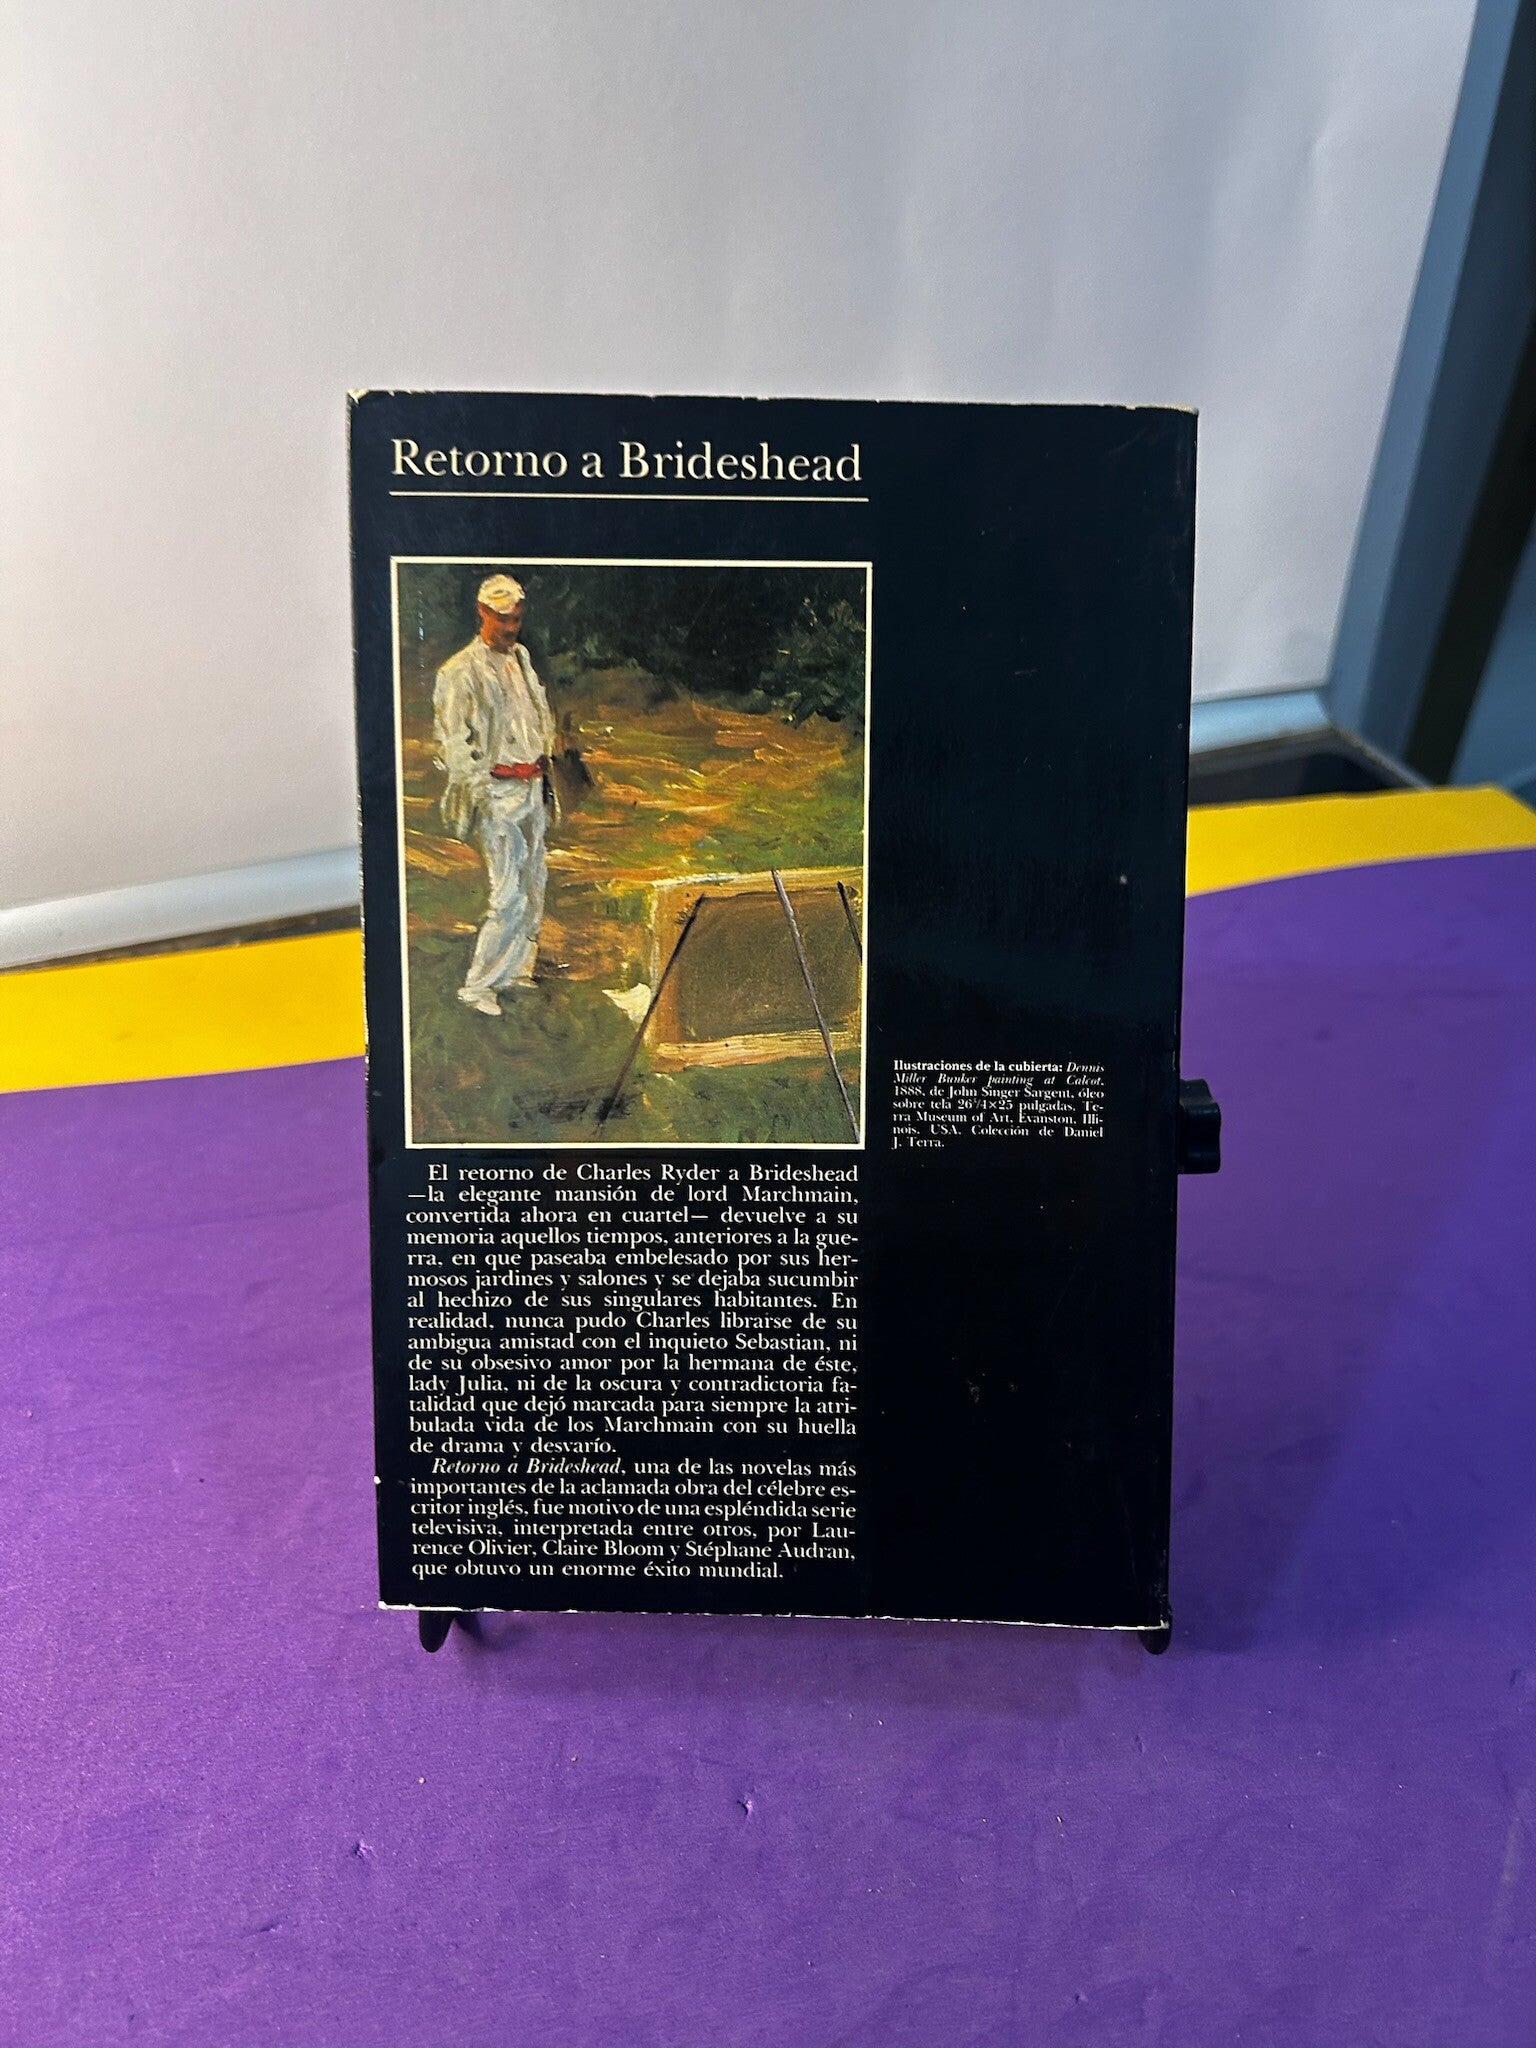 Retorno a Brideshead
Ilustraciones de la cubierta: Dennis
Miller Bunker painting at Calcot.
1888, de John Singer Sargent, óleo
sobre tela 26¾×25 pulgadas. Te-
rra Museum of Art, Evanston, Illi-
nois, USA. Colección de Daniel
J. Terra.
El retorno de Charles Ryder a Brideshead
—la elegante mansión de lord Marchmain,
convertida ahora en cuartel— devuelve a su
memoria aquellos tiempos, anteriores a la gue-
rra, en que paseaba embelesado por sus her-
mosos jardines y salones y se dejaba sucumbir
al hechizo de sus singulares habitantes. En
realidad, nunca pudo Charles librarse de su
ambigua amistad con el inquieto Sebastian, ni
de su obsesivo amor por la hermana de éste,
lady Julia, ni de la oscura y contradictoria fa-
talidad que dejó marcada para siempre la atri-
bulada vida de los Marchmain con su huella
de drama y desvarío.
Retorno a Brideshead, una de las novelas más
importantes de la aclamada obra del célebre es-
critor inglés, fue motivo de una espléndida serie
televisiva, interpretada entre otros, por Lau-
rence Olivier, Claire Bloom y Stéphane Audran,
que obtuvo un enorme éxito mundial.